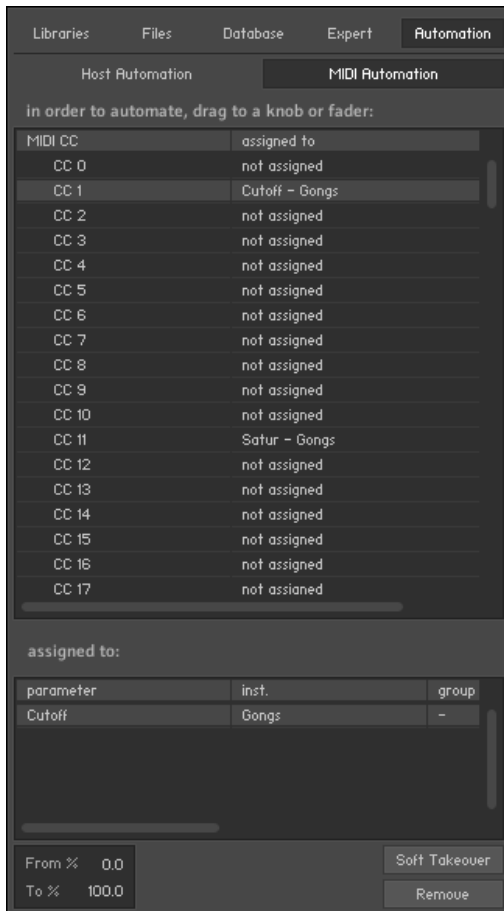 Libraries Files Database Expert Automation
Host Automation MIDI Automation
in order to automate, drag to a knob or fader:
MIDI CC assigned to
CC 0 not assigned
CC 1 Cutoff - Gongs
CC 2 not assigned
CC 3 not assigned
CC 4 not assigned
CC 5 not assigned
CC 6 not assigned
CC 7 not assigned
CC 8 not assigned
CC 9 not assigned
CC 10 not assigned
CC 11 Satur - Gongs
CC 12 not assigned
CC 13 not assigned
CC 14 not assigned
CC 15 not assigned
CC 16 not assigned
CC 17 not assigned
assigned to:
parameter inst. group
Cutoff Gongs -
From % 0.0 Soft Takeover
To % 100.0 Remove